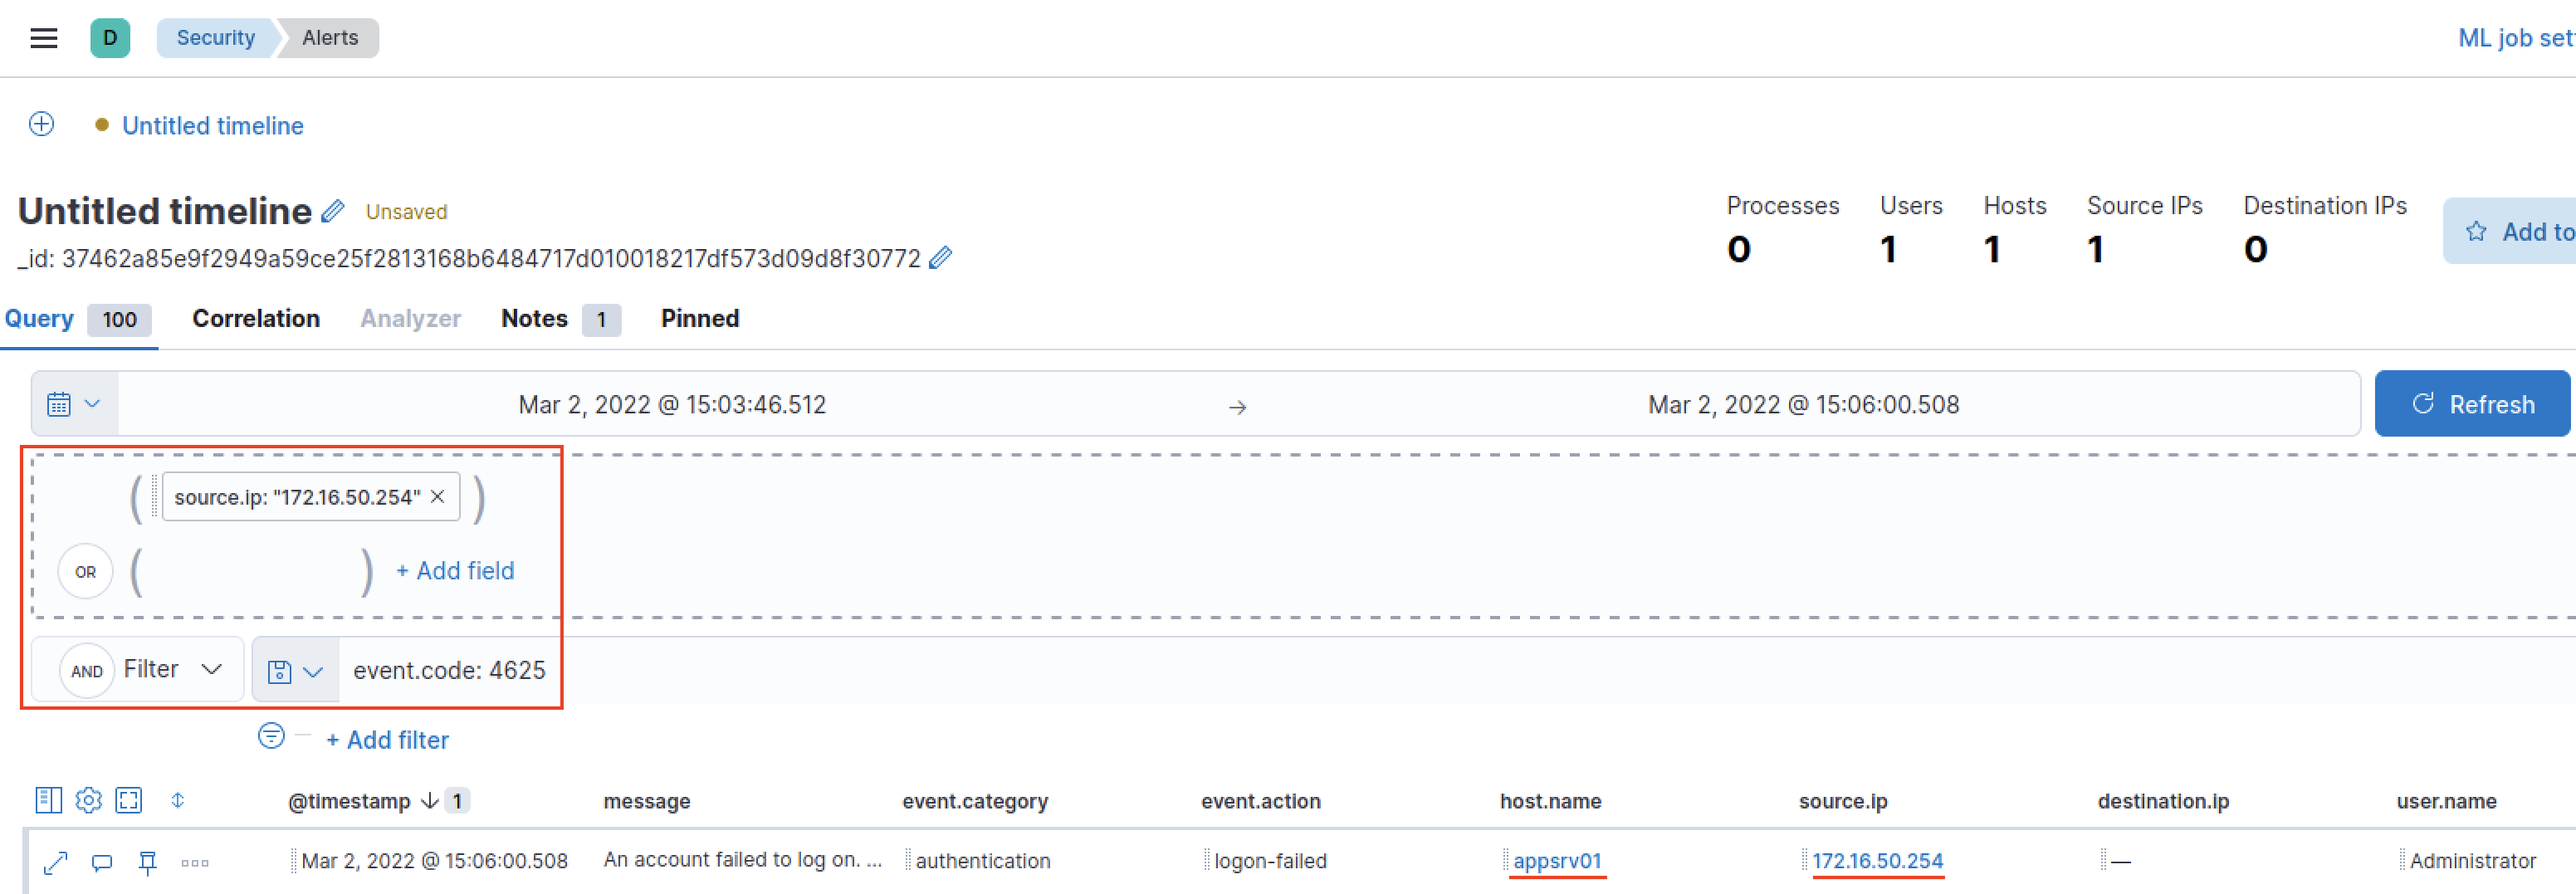 D Security Alerts ML job set
Untitled timeline
Untitled timeline Unsaved
_id: 37462a85e9f2949a59ce25f2813168b6484717d010018217df573d09d8f30772
Processes Users Hosts Source IPs Destination IPs
0 1 1 1 0
Add to
Query 100 Correlation Analyzer Notes 1 Pinned
Mar 2, 2022 @ 15:03:46.512 → Mar 2, 2022 @ 15:06:00.508 Refresh
( source.ip: "172.16.50.254" × )
OR ( ) + Add field
AND Filter event.code: 4625
+ Add filter
@timestamp ↓ 1 message event.category event.action host.name source.ip destination.ip user.name
Mar 2, 2022 @ 15:06:00.508 An account failed to log on. ... authentication logon-failed appsrv01 172.16.50.254 — Administrator